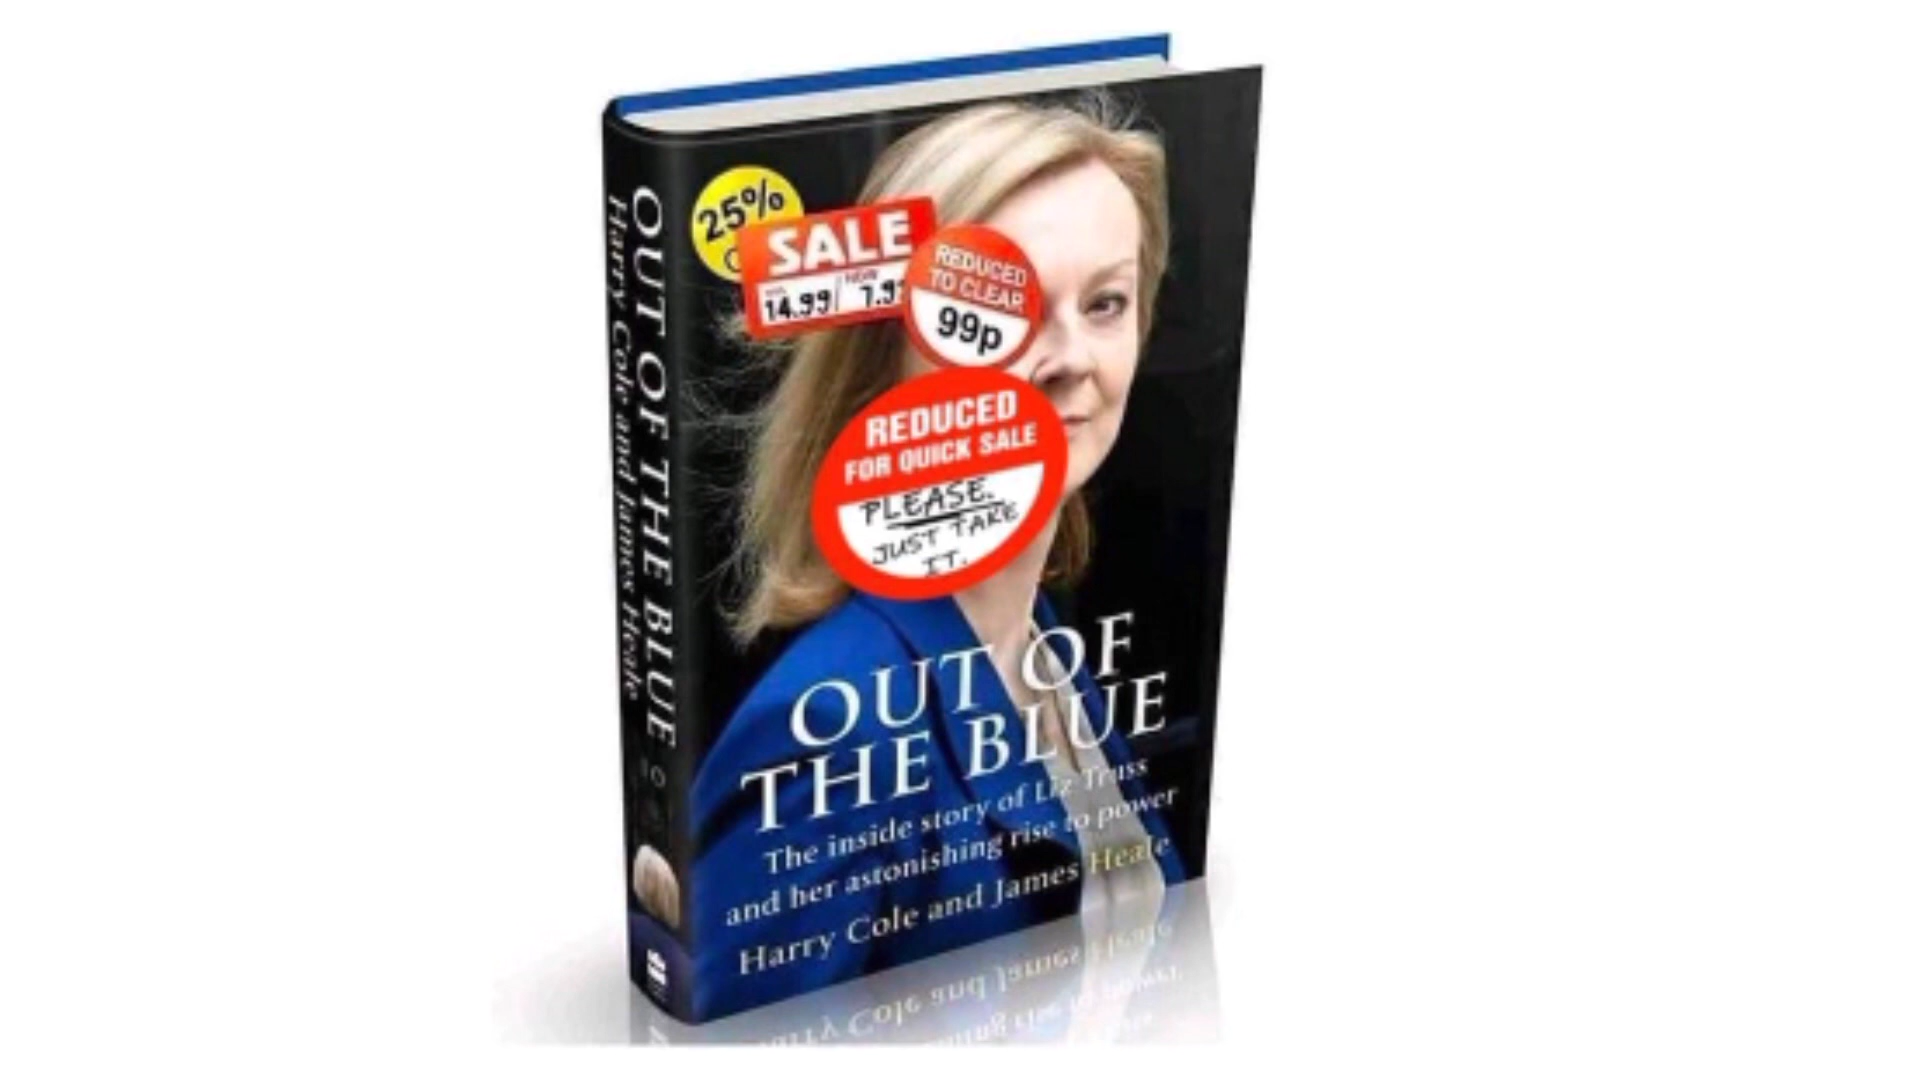 OUT OF THE BLUE
Harry Cole and James Heale
25%
SALE
14.99
REDUCED
TO CLEAR
99p
REDUCED
FOR QUICK SALE
PLEASE.
JUST TAKE
IT.
OUT OF
THE BLUE
The inside story of Liz Truss
and her astonishing rise to power
Harry Cole and James Heale